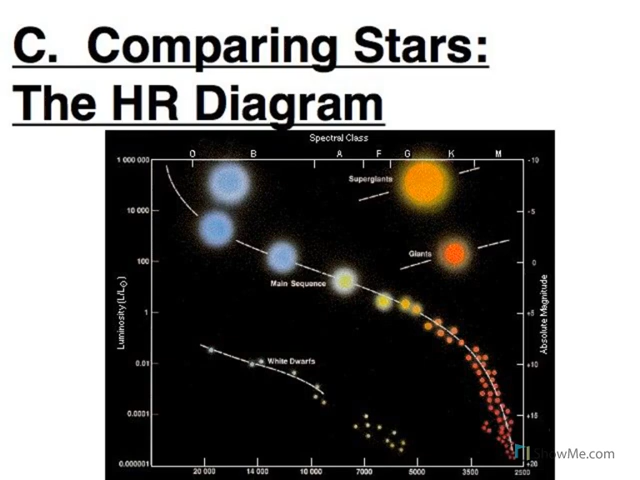 C. Comparing Stars:
The HR Diagram
Spectral Class
O B A F G K M
1 000 000
10 000
100
1
0.01
0.0001
0.000001
Luminosity (L/L⊙)
Supergiants
Giants
Main Sequence
White Dwarfs
-10
-5
0
+5
+10
+15
+20
Absolute Magnitude
20 000 14 000 10 000 7000 5000 3500 2500
ShowMe.com